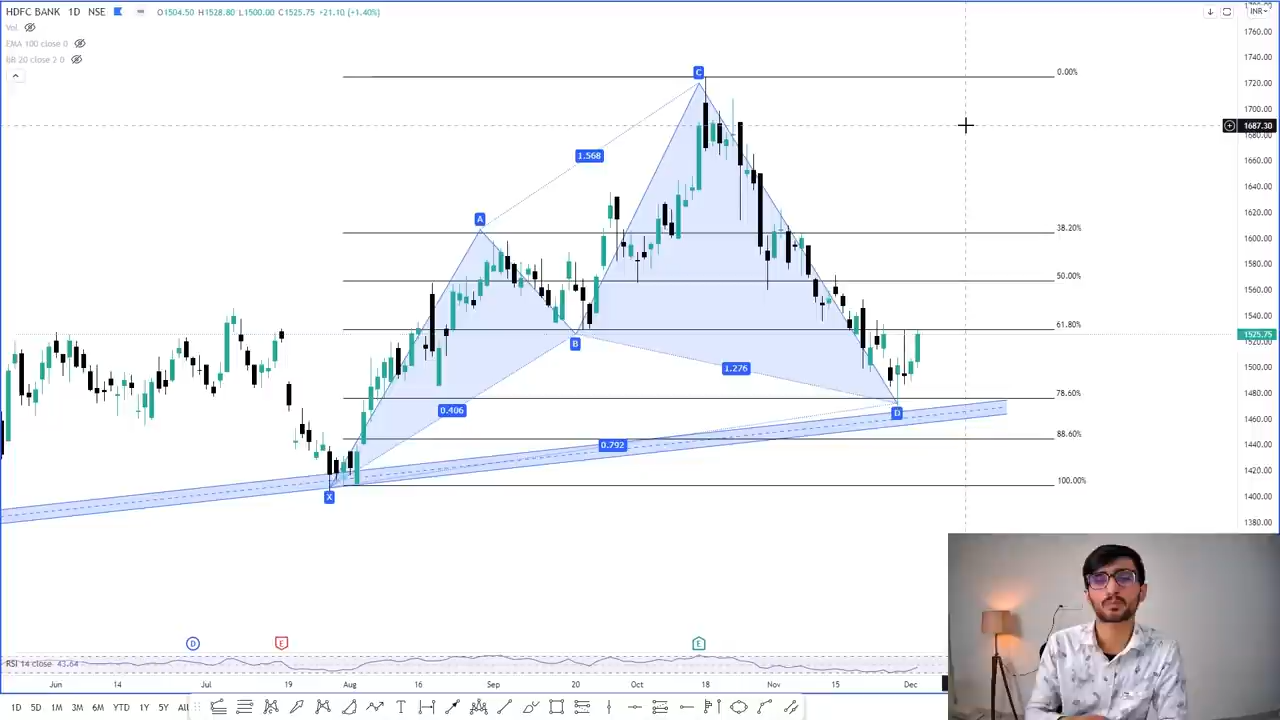 HDFC BANK 1D NSE O1504.50 H1528.80 L1500.00 C1525.75 +21.10 (+1.40%)
Vol
EMA 100 close 0
BB 20 close 2 0
INR
1760.00
1740.00
1720.00
1700.00
1687.30
1680.00
1660.00
1640.00
1620.00
1600.00
1580.00
1560.00
1540.00
1525.75
1520.00
1500.00
1480.00
1460.00
1440.00
1420.00
1400.00
1380.00
0.00%
38.20%
50.00%
61.80%
78.60%
88.60%
100.00%
C
1.568
A
B
1.276
0.406
D
0.792
X
D
E
E
RSI 14 close 43.64
Jun 14 Jul 19 Aug 16 Sep 20 Oct 18 Nov 15 Dec
1D 5D 1M 3M 6M YTD 1Y 5Y All